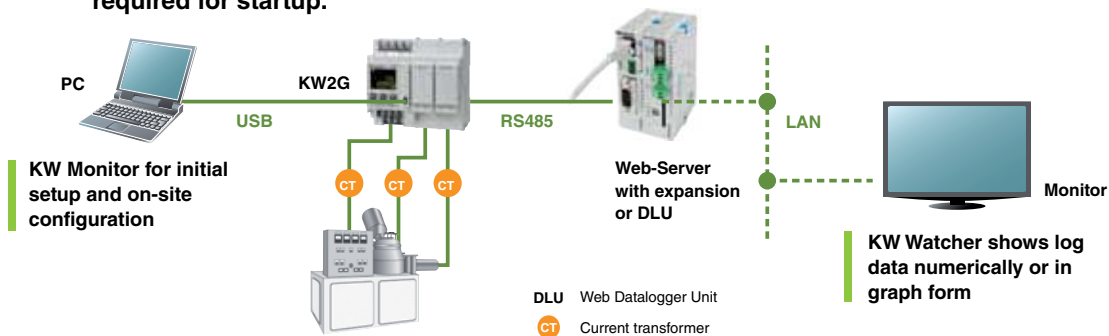 required for startup.
PC
KW2G
USB
RS485
LAN
CT
CT
CT
KW Monitor for initial
setup and on-site
configuration
Web-Server
with expansion
or DLU
Monitor
KW Watcher shows log
data numerically or in
graph form
DLU Web Datalogger Unit
CT Current transformer